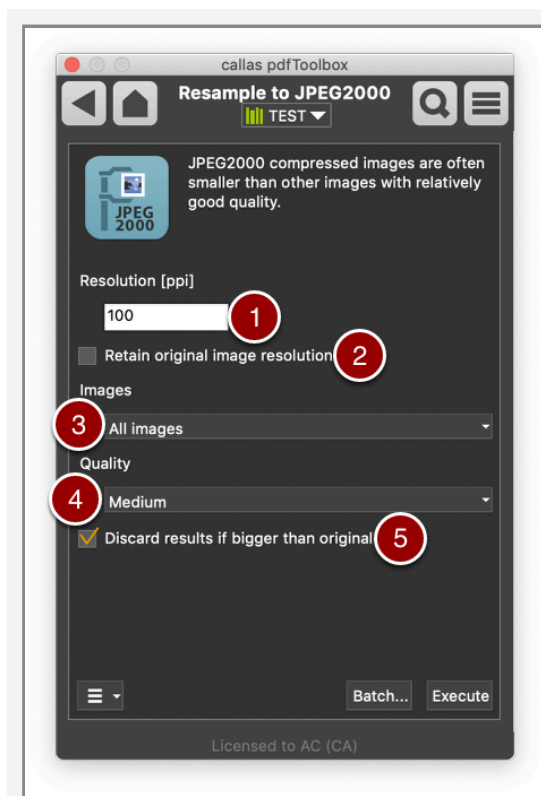 callas pdfToolbox
Resample to JPEG2000
TEST
JPEG2000 compressed images are often
smaller than other images with relatively
good quality.
JPEG
2000
Resolution [ppi]
100
1
Retain original image resolution
2
Images
3
All images
Quality
4
Medium
Discard results if bigger than original
5
Batch...
Execute
Licensed to AC (CA)